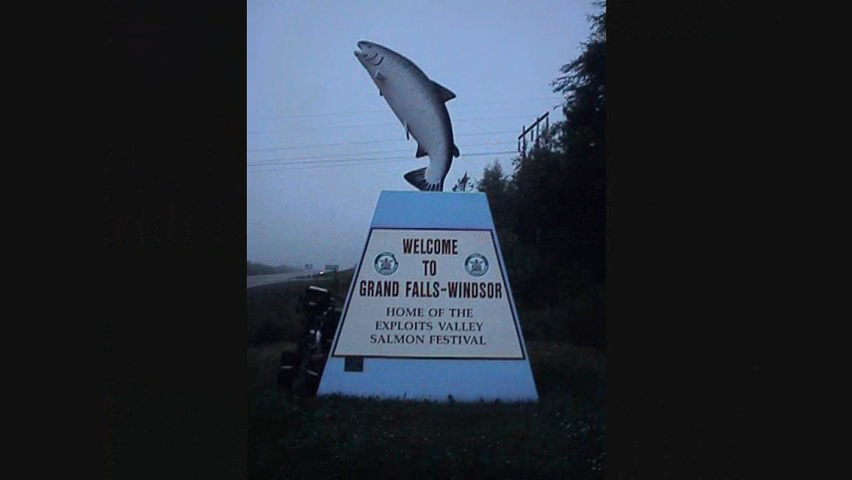 WELCOME
TO
GRAND FALLS-WINDSOR
HOME OF THE
EXPLOITS VALLEY
SALMON FESTIVAL